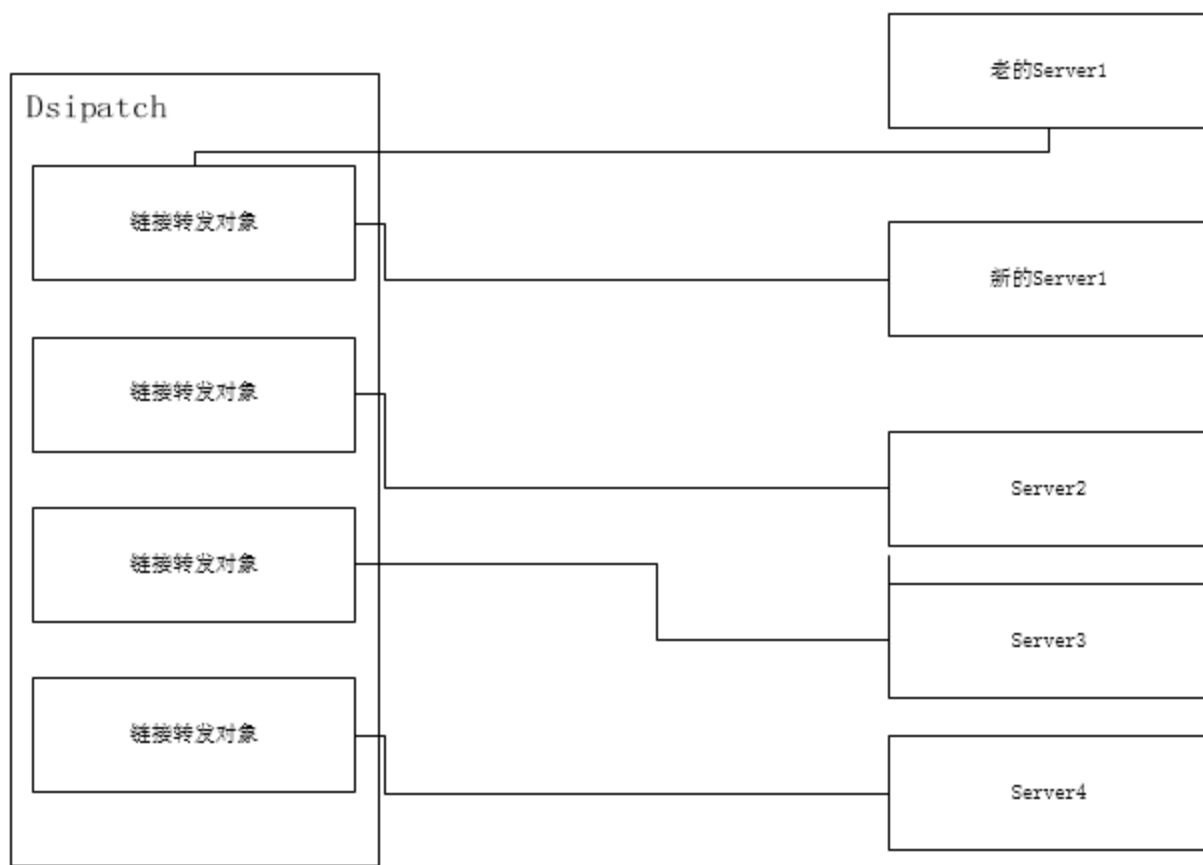 老的Server1
Dsipatch
链接转发对象
新的Server1
链接转发对象
Server2
链接转发对象
Server3
链接转发对象
Server4